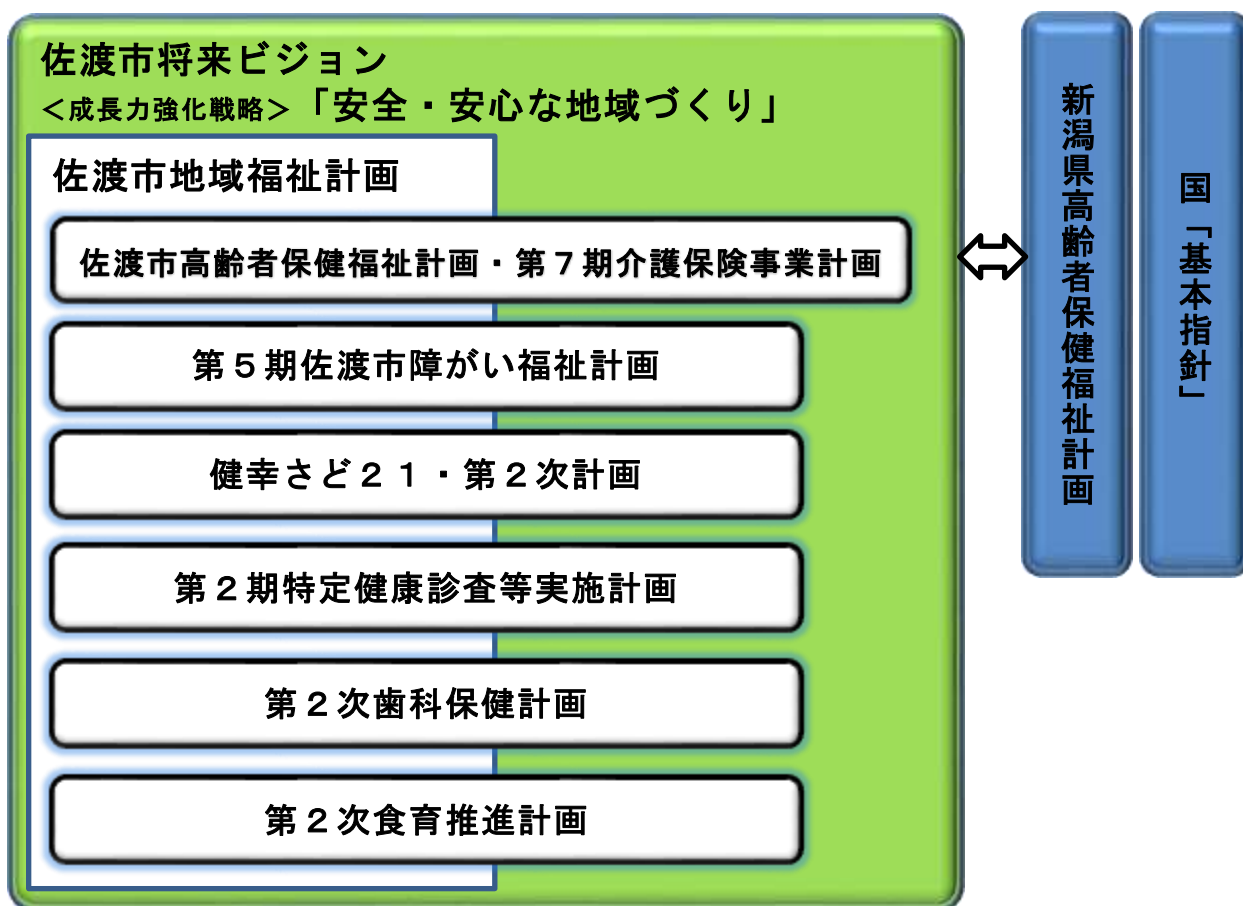 佐渡市将来ビジョン
＜成長力強化戦略＞「安全・安心な地域づくり」
佐渡市地域福祉計画
佐渡市高齢者保健福祉計画・第７期介護保険事業計画
第５期佐渡市障がい福祉計画
健幸さど２１・第２次計画
第２期特定健康診査等実施計画
第２次歯科保健計画
第２次食育推進計画
新潟県高齢者保健福祉計画
国「基本指針」